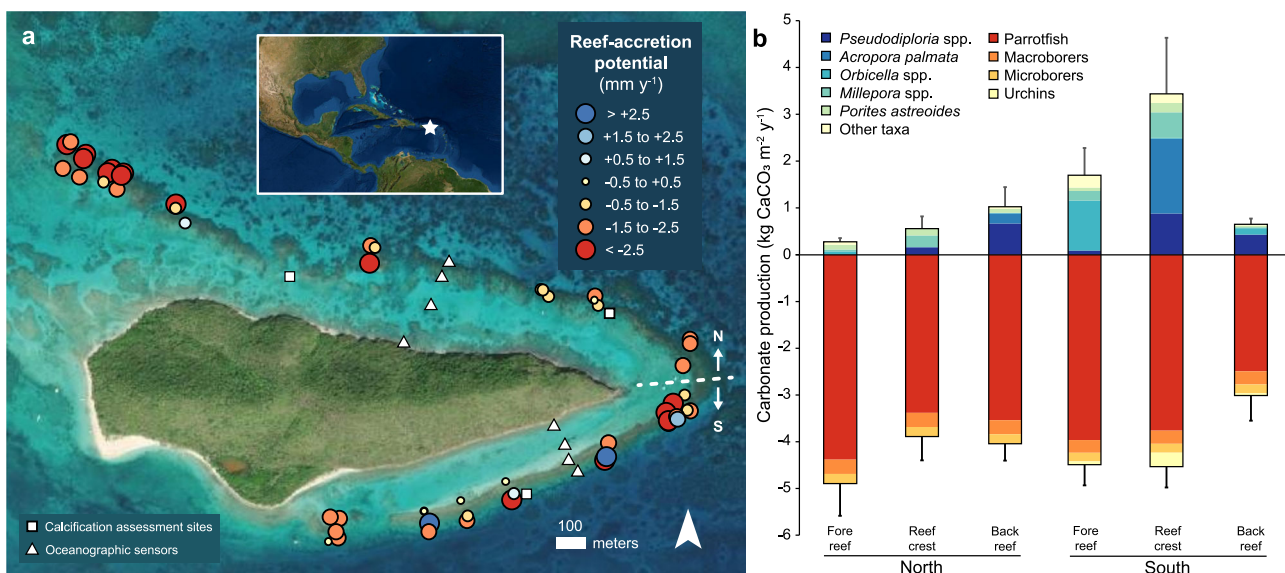 a
Reef-accretion
potential
(mm y⁻¹)
> +2.5
+1.5 to +2.5
+0.5 to +1.5
-0.5 to +0.5
-0.5 to -1.5
-1.5 to -2.5
< -2.5
N
S
Calcification assessment sites
Oceanographic sensors
100
meters
b
Pseudodiploria spp.
Acropora palmata
Orbicella spp.
Millepora spp.
Porites astreoides
Other taxa
Parrotfish
Macroborers
Microborers
Urchins
Carbonate production (kg CaCO₃ m⁻² y⁻¹)
5
4
3
2
1
0
-1
-2
-3
-4
-5
-6
Fore reef
Reef crest
Back reef
Fore reef
Reef crest
Back reef
North
South